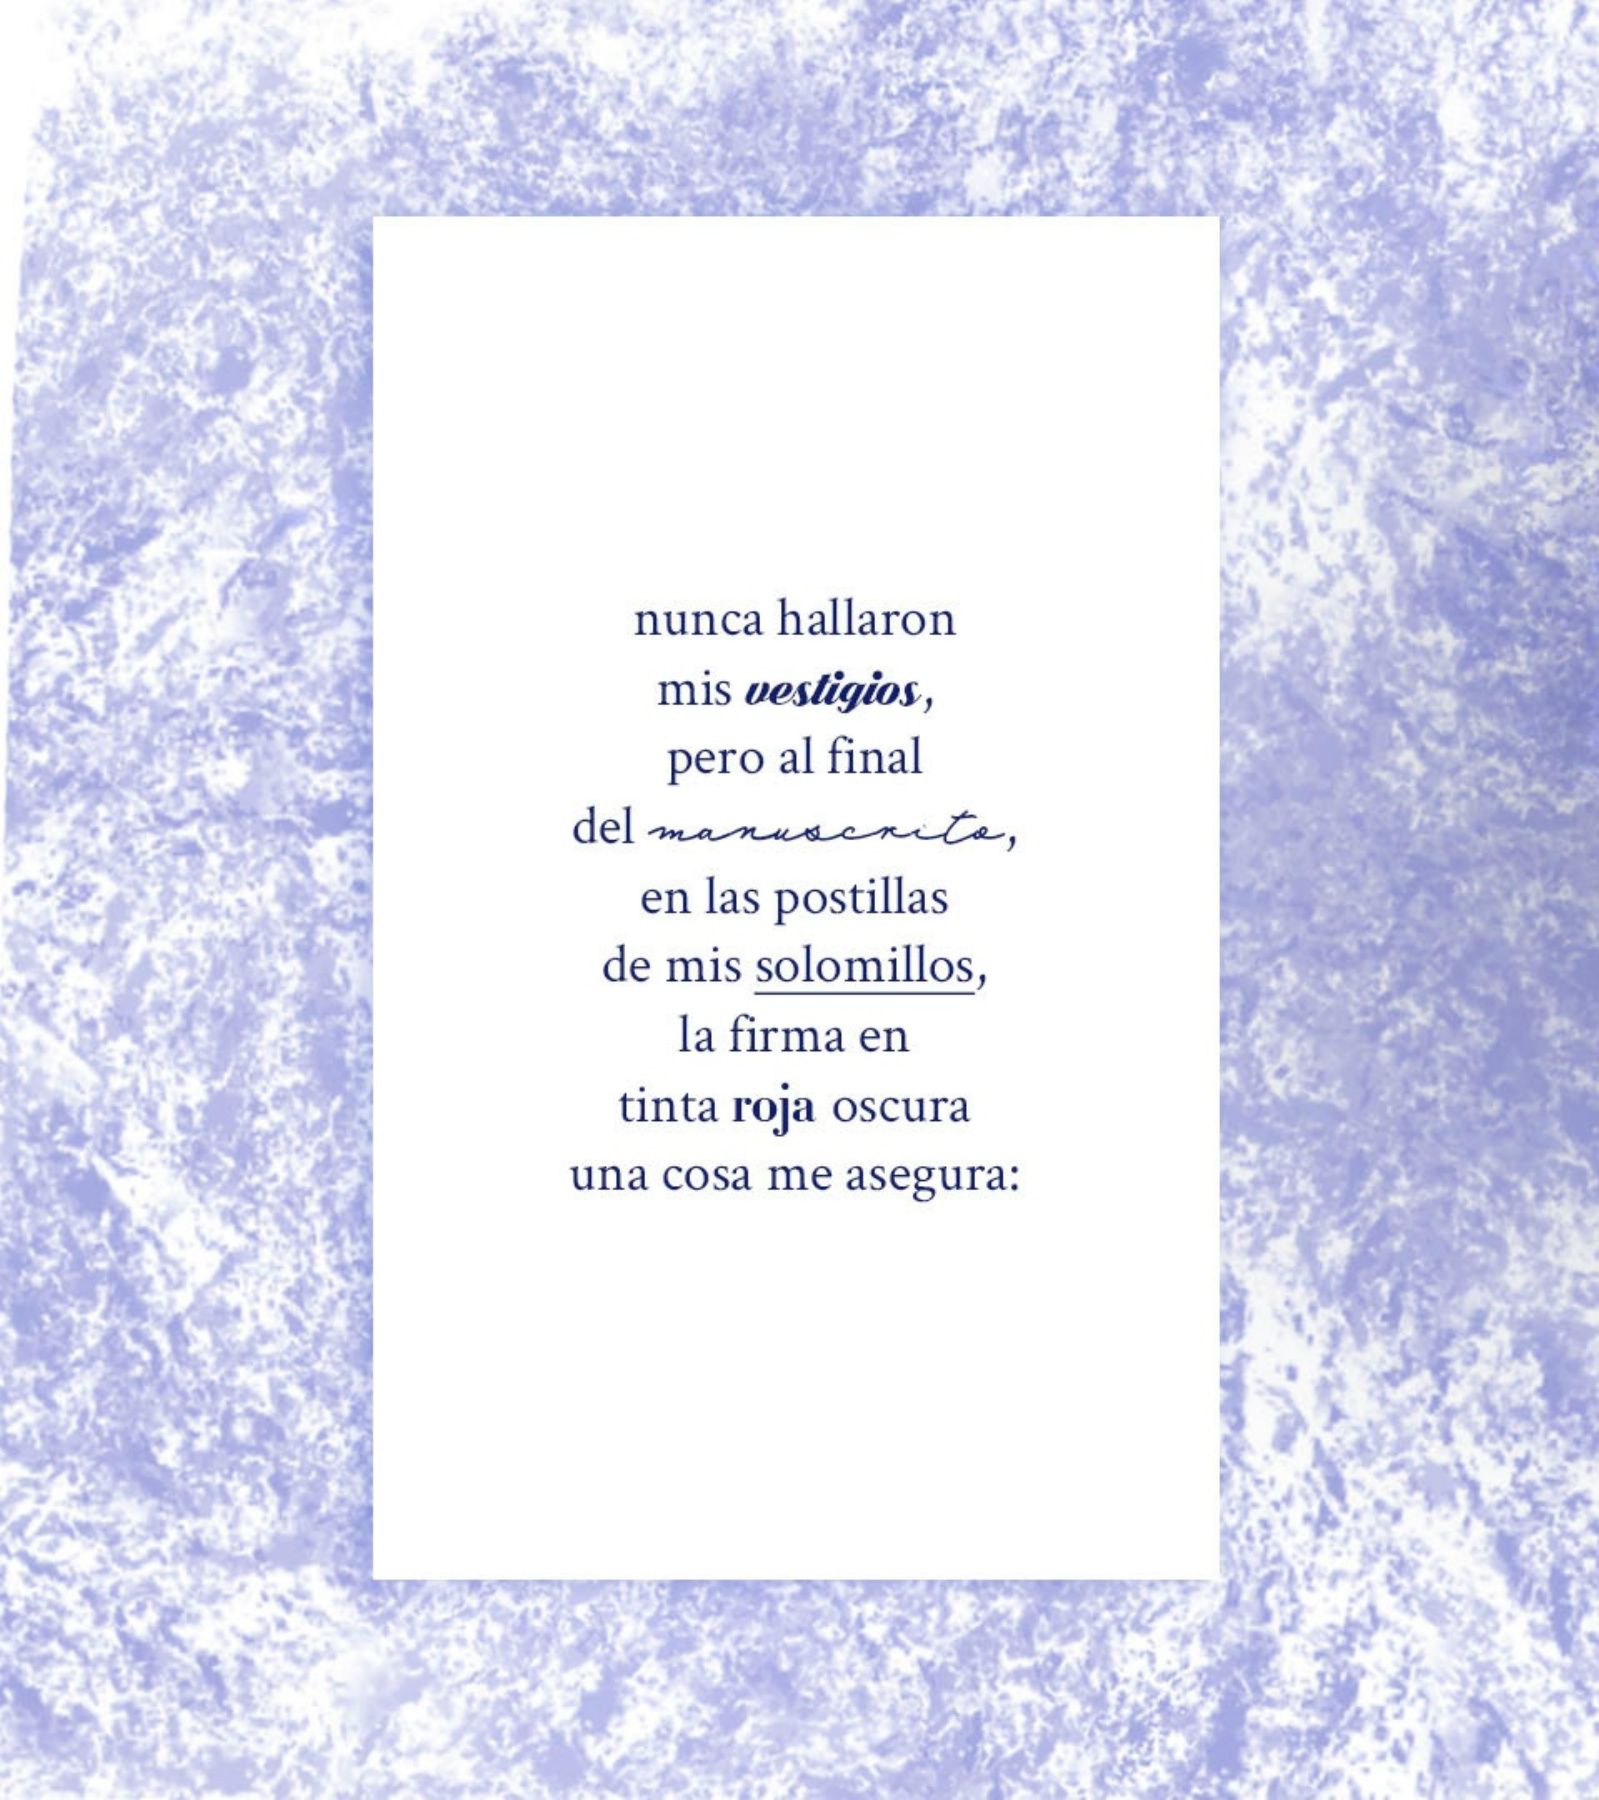 nunca hallaron
mis vestigios,
pero al final
del manuscrito,
en las postillas
de mis solomillos,
la firma en
tinta roja oscura
una cosa me asegura: